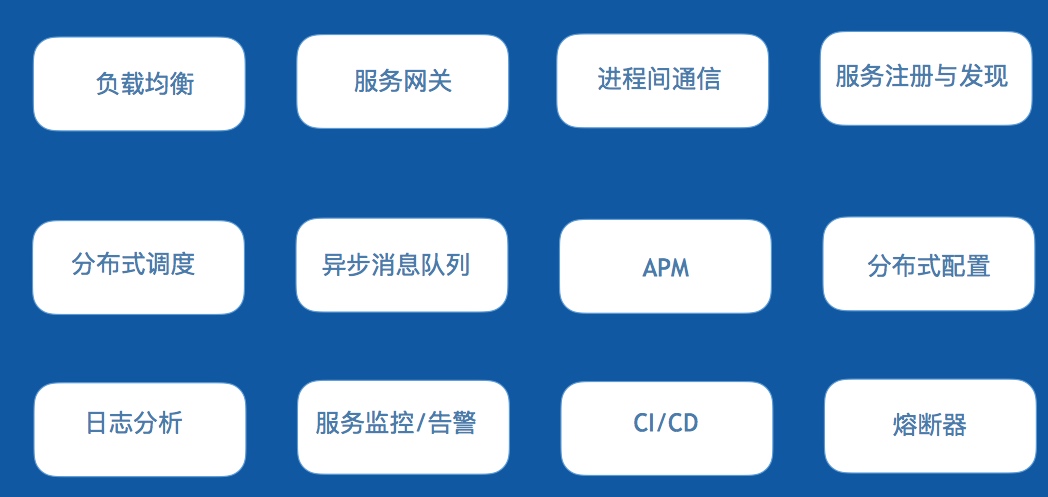 负载均衡
服务网关
进程间通信
服务注册与发现
分布式调度
异步消息队列
APM
分布式配置
日志分析
服务监控/告警
CI/CD
熔断器